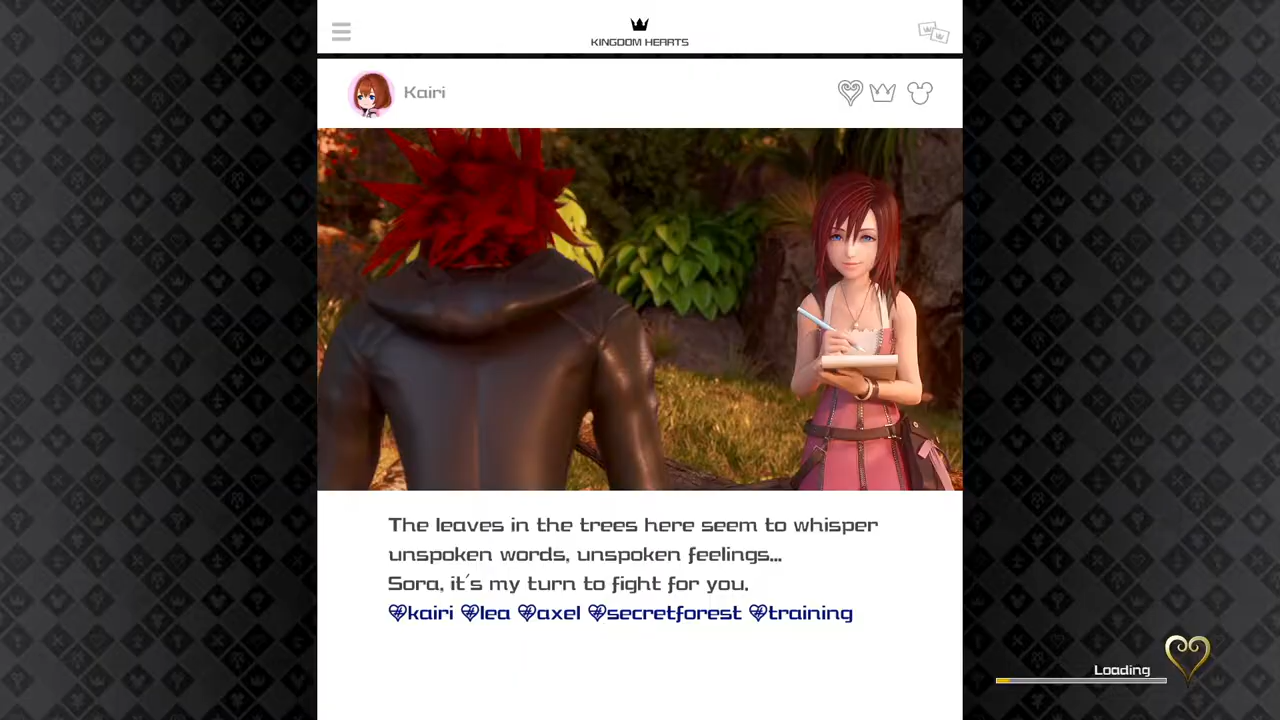 KINGDOM HEARTS
Kairi
The leaves in the trees here seem to whisper
unspoken words, unspoken feelings...
Sora, it's my turn to fight for you.
#kairi #lea #axel #secretforest #training
Loading